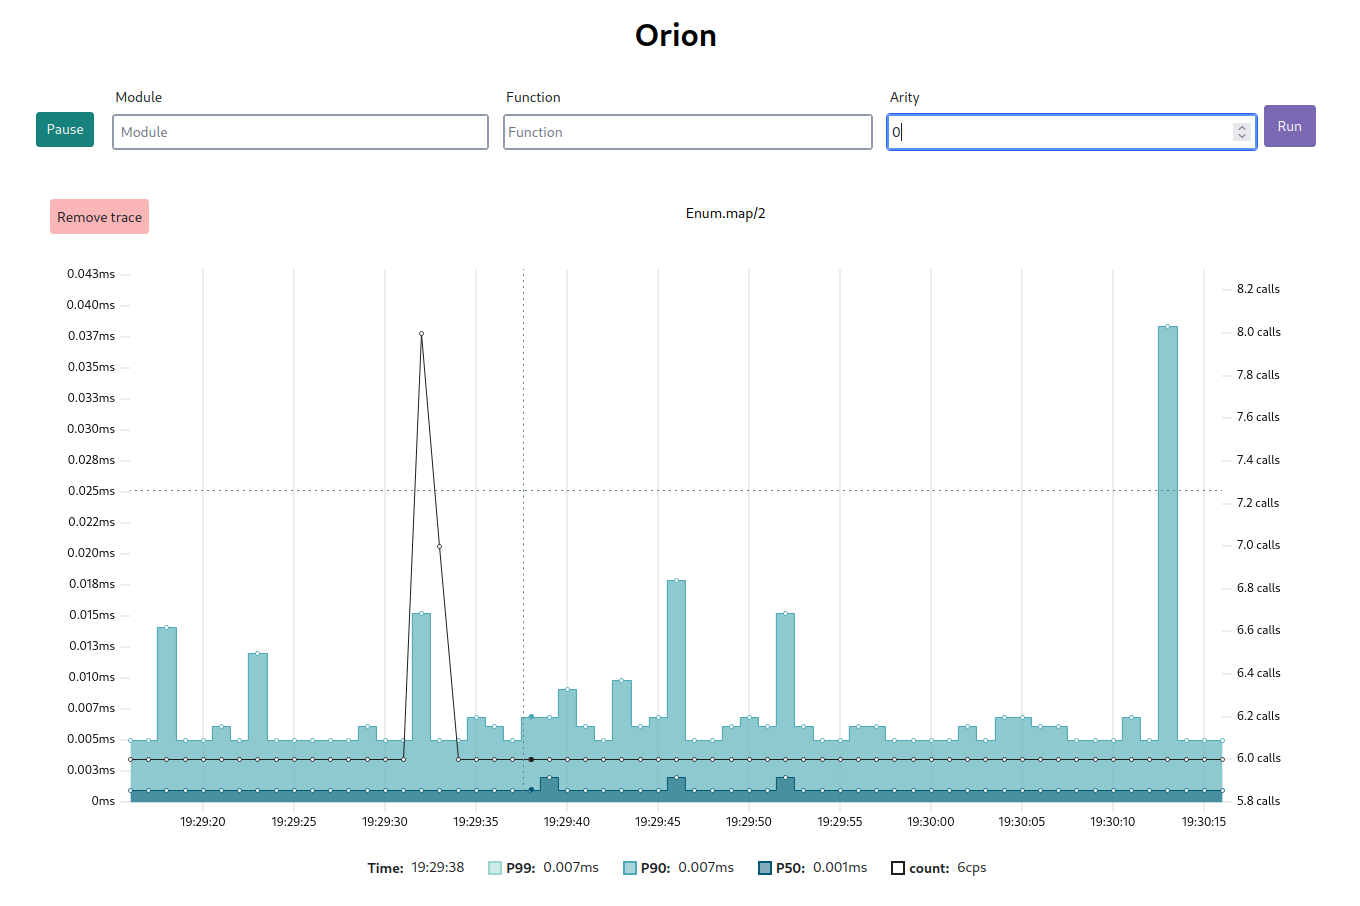 Orion
Module Function Arity
Pause Module Function 0 Run
Remove trace Enum.map/2
0.043ms
8.2 calls
0.040ms
8.0 calls
0.037ms
0.035ms
7.8 calls
0.033ms
7.6 calls
0.030ms
0.028ms
7.4 calls
0.025ms
7.2 calls
0.022ms
0.020ms
7.0 calls
0.018ms
6.8 calls
0.015ms
6.6 calls
0.013ms
0.010ms
6.4 calls
0.007ms
6.2 calls
0.005ms
6.0 calls
0.003ms
0ms
5.8 calls
19:29:20 19:29:25 19:29:30 19:29:35 19:29:40 19:29:45 19:29:50 19:29:55 19:30:00 19:30:05 19:30:10 19:30:15
Time: 19:29:38 P99: 0.007ms P90: 0.007ms P50: 0.001ms count: 6cps